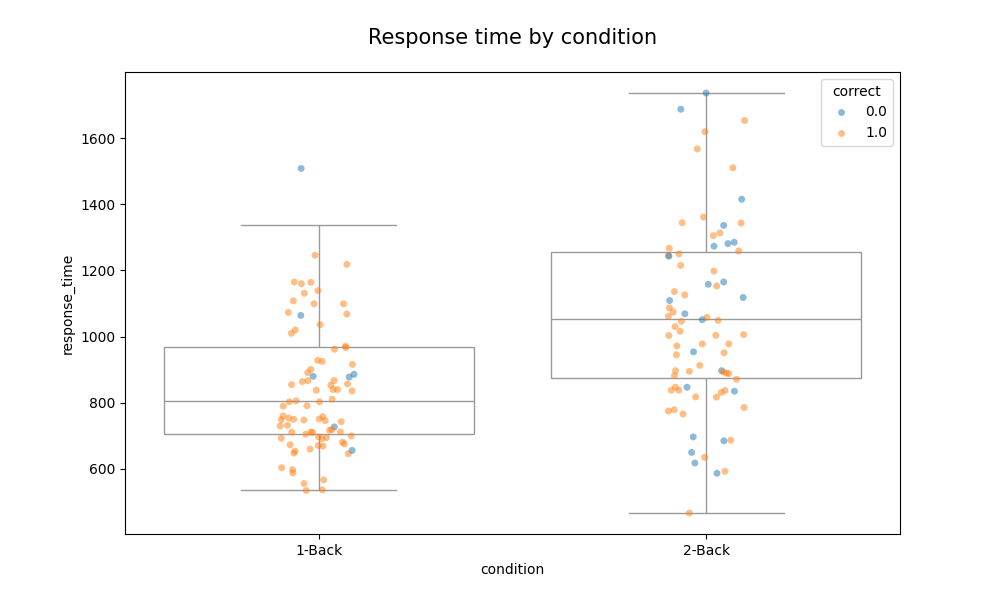 Response time by condition
correct
0.0
1.0
1600
1400
1200
1000
800
600
response_time
1-Back
2-Back
condition